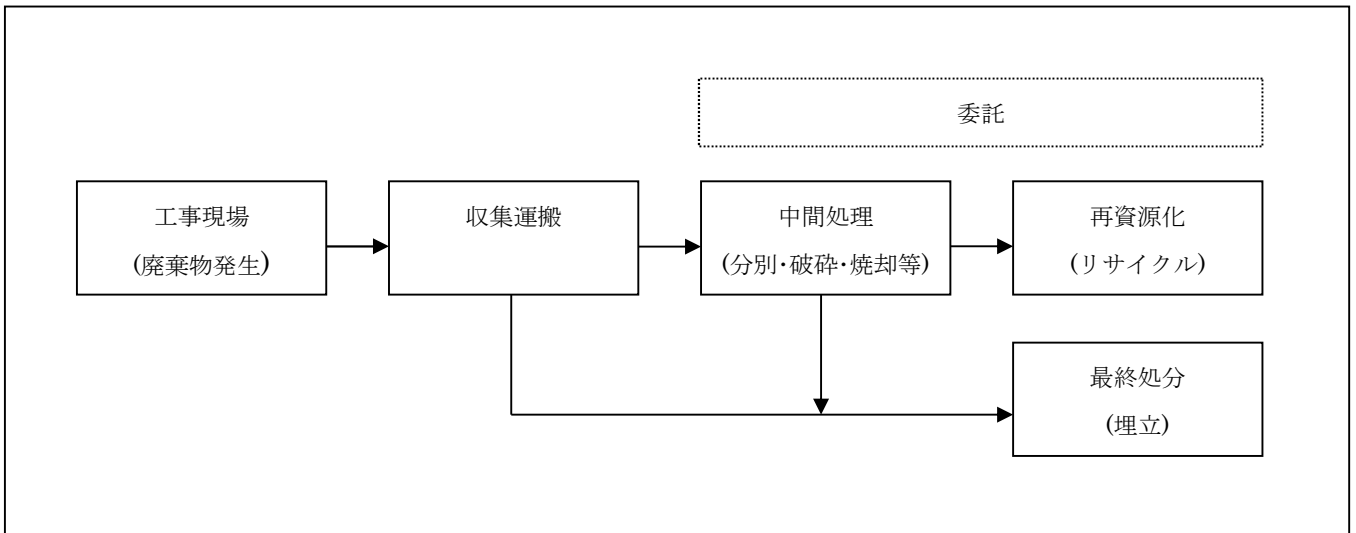 委託
工事現場
(廃棄物発生)
収集運搬
中間処理
(分別･破砕･焼却等)
再資源化
(リサイクル)
最終処分
(埋立)